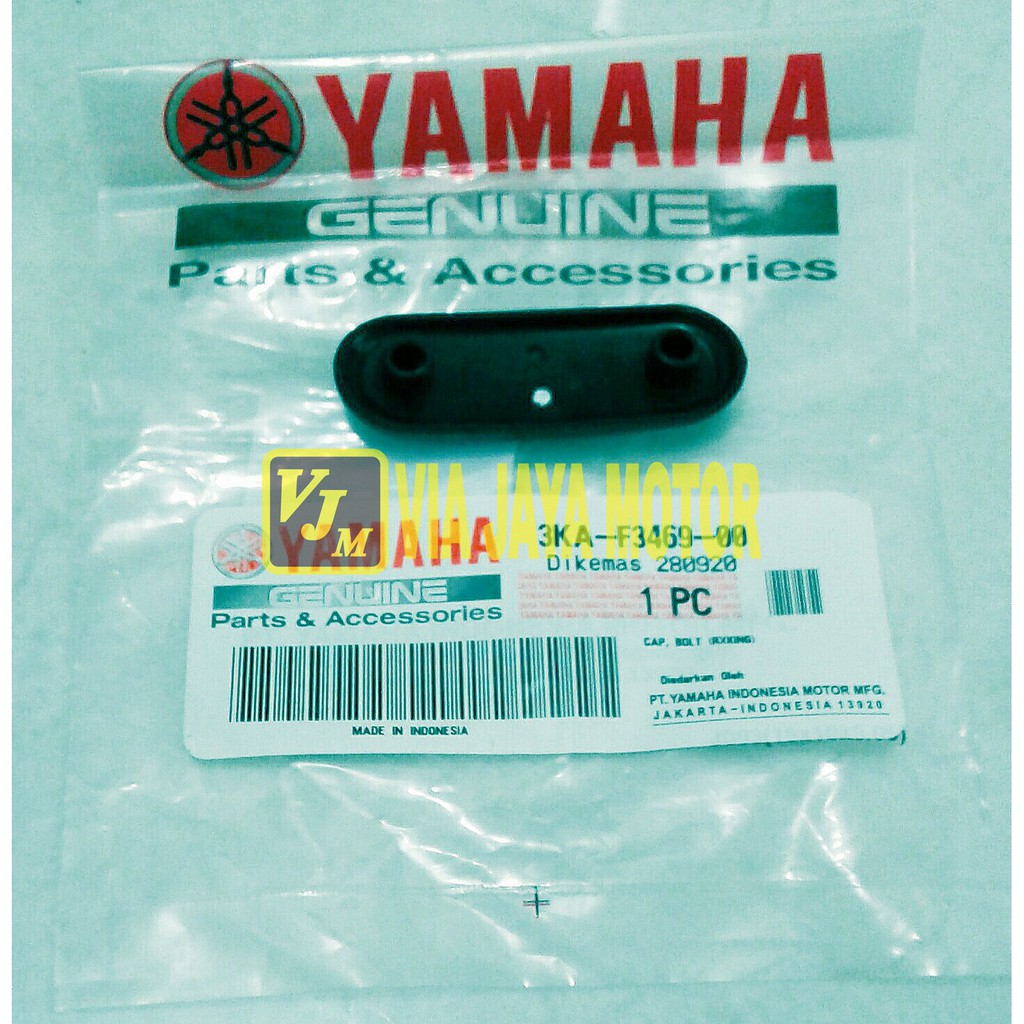 YAMAHA
GENUINE
Parts & Accessories
VJM VIA JAYA MOTOR
YAMAHA
3KA-F3469-00
Dikemas 280920
GENUINE
Parts & Accessories
1 PC
CAP, BOLT (RXKING)
Diedarkan Oleh
PT. YAMAHA INDONESIA MOTOR MFG.
JAKARTA-INDONESIA 13920
MADE IN INDONESIA